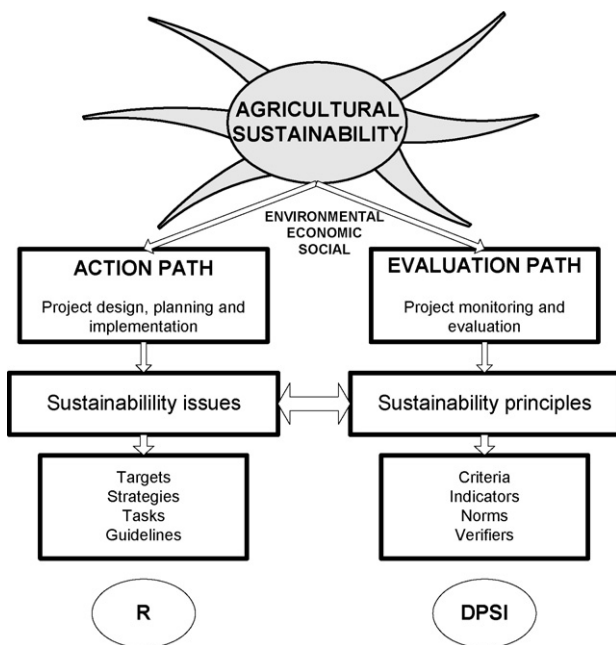 AGRICULTURAL
SUSTAINABILITY
ENVIRONMENTAL
ECONOMIC
SOCIAL
ACTION PATH
Project design, planning and
implementation
EVALUATION PATH
Project monitoring and
evaluation
Sustainabilility issues
Sustainability principles
Targets
Strategies
Tasks
Guidelines
Criteria
Indicators
Norms
Verifiers
R
DPSI